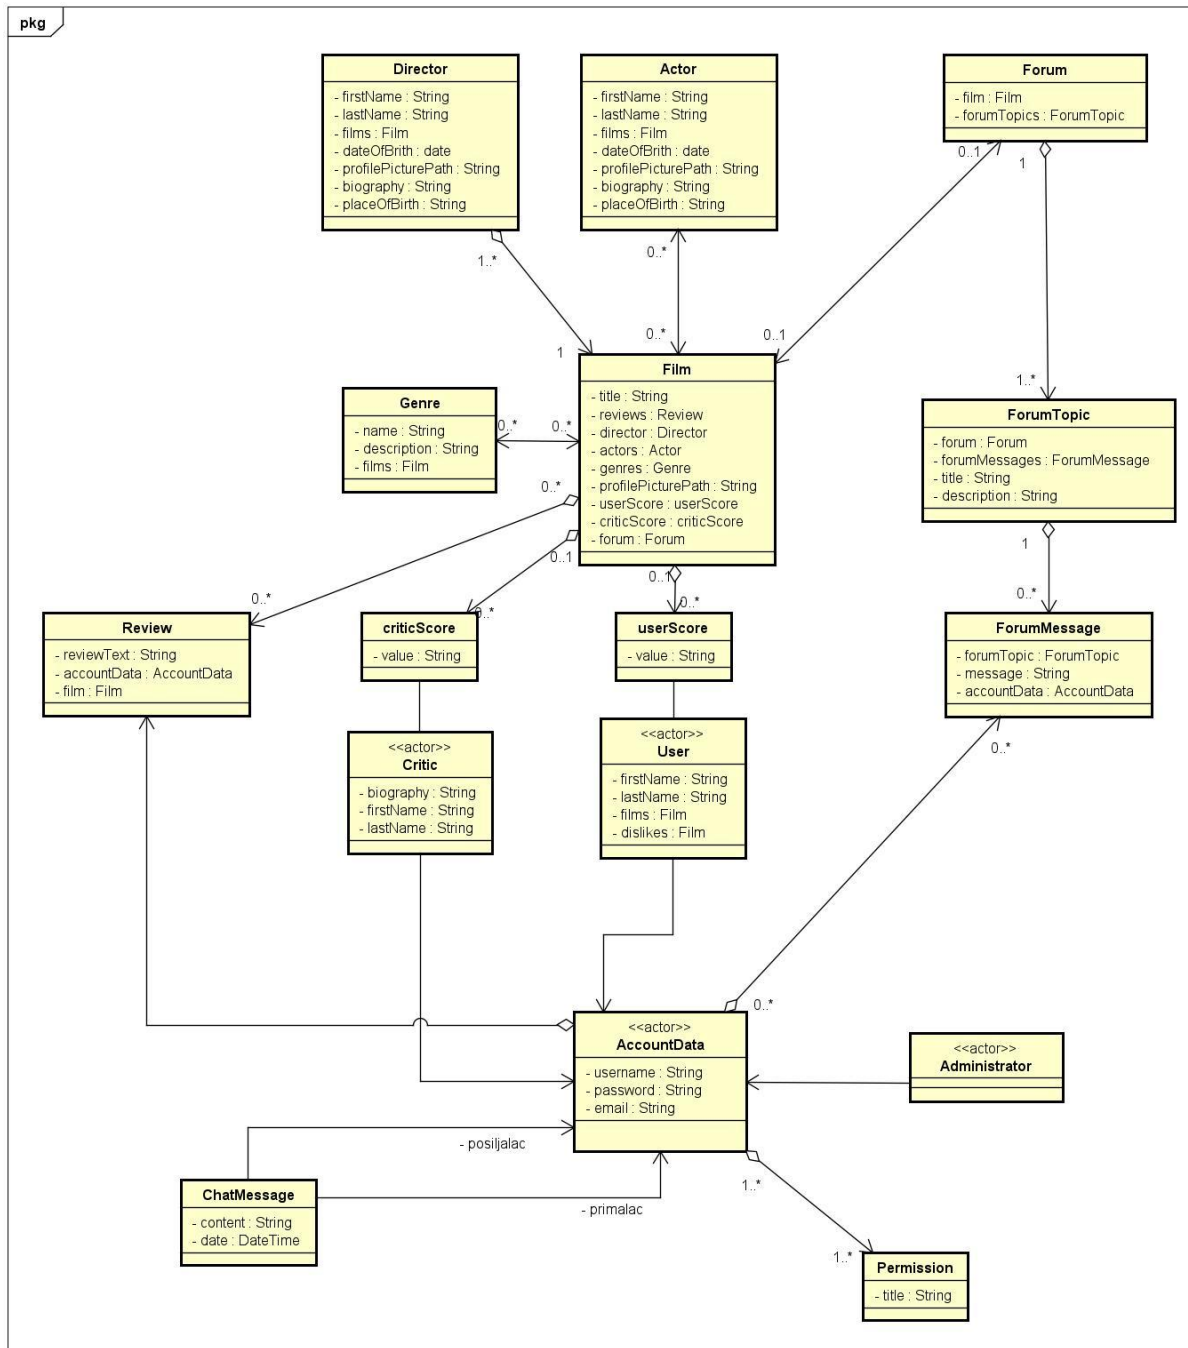 pkg
Director
- firstName : String
- lastName : String
- films : Film
- dateOfBrith : date
- profilePicturePath : String
- biography : String
- placeOfBirth : String
Actor
- firstName : String
- lastName : String
- films : Film
- dateOfBrith : date
- profilePicturePath : String
- biography : String
- placeOfBirth : String
Forum
- film : Film
- forumTopics : ForumTopic
0..1
1
1..*
0..*
0..1
1
0..*
1..*
Film
- title : String
- reviews : Review
- director : Director
- actors : Actor
- genres : Genre
- profilePicturePath : String
- userScore : userScore
- criticScore : criticScore
- forum : Forum
Genre
- name : String
- description : String
- films : Film
0..*
0..*
0..*
0..1
0..1
ForumTopic
- forum : Forum
- forumMessages : ForumMessage
- title : String
- description : String
1
0..*
0..*
0..*
0..*
Review
- reviewText : String
- accountData : AccountData
- film : Film
criticScore
- value : String
userScore
- value : String
ForumMessage
- forumTopic : ForumTopic
- message : String
- accountData : AccountData
0..*
<<actor>>
Critic
- biography : String
- firstName : String
- lastName : String
<<actor>>
User
- firstName : String
- lastName : String
- films : Film
- dislikes : Film
0..*
<<actor>>
AccountData
- username : String
- password : String
- email : String
<<actor>>
Administrator
- posiljalac
- primalac
ChatMessage
- content : String
- date : DateTime
1..*
1..*
Permission
- title : String